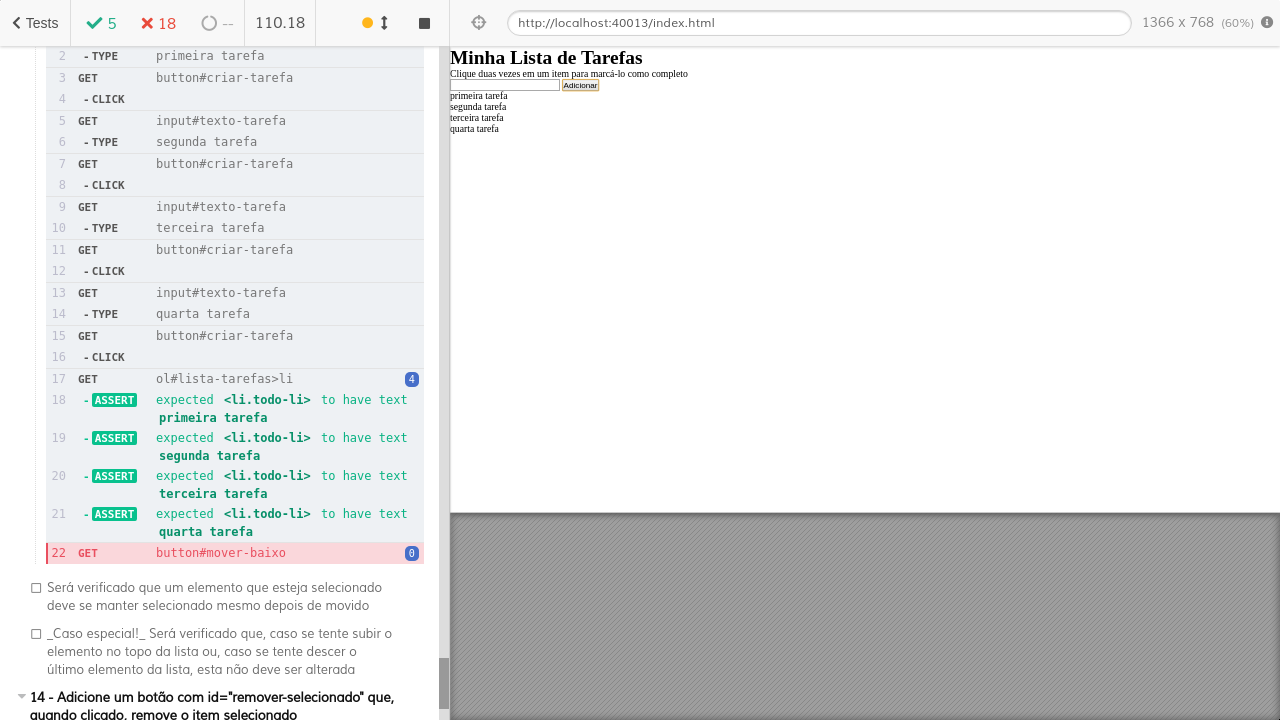 Tests
5
18
--
110.18
http://localhost:40013/index.html
1366 x 768 (60%)
2 - TYPE primeira tarefa
3 GET button#criar-tarefa
4 - CLICK
5 GET input#texto-tarefa
6 - TYPE segunda tarefa
7 GET button#criar-tarefa
8 - CLICK
9 GET input#texto-tarefa
10 - TYPE terceira tarefa
11 GET button#criar-tarefa
12 - CLICK
13 GET input#texto-tarefa
14 - TYPE quarta tarefa
15 GET button#criar-tarefa
16 - CLICK
17 GET ol#lista-tarefas>li 4
18 - ASSERT expected <li.todo-li> to have text
primeira tarefa
19 - ASSERT expected <li.todo-li> to have text
segunda tarefa
20 - ASSERT expected <li.todo-li> to have text
terceira tarefa
21 - ASSERT expected <li.todo-li> to have text
quarta tarefa
22 GET button#mover-baixo 0
Será verificado que um elemento que esteja selecionado
deve se manter selecionado mesmo depois de movido
_Caso especial!_ Será verificado que, caso se tente subir o
elemento no topo da lista ou, caso se tente descer o
último elemento da lista, esta não deve ser alterada
14 - Adicione um botão com id="remover-selecionado" que,
quando clicado, remove o item selecionado
Minha Lista de Tarefas
Clique duas vezes em um item para marcá-lo como completo
Adicionar
primeira tarefa
segunda tarefa
terceira tarefa
quarta tarefa